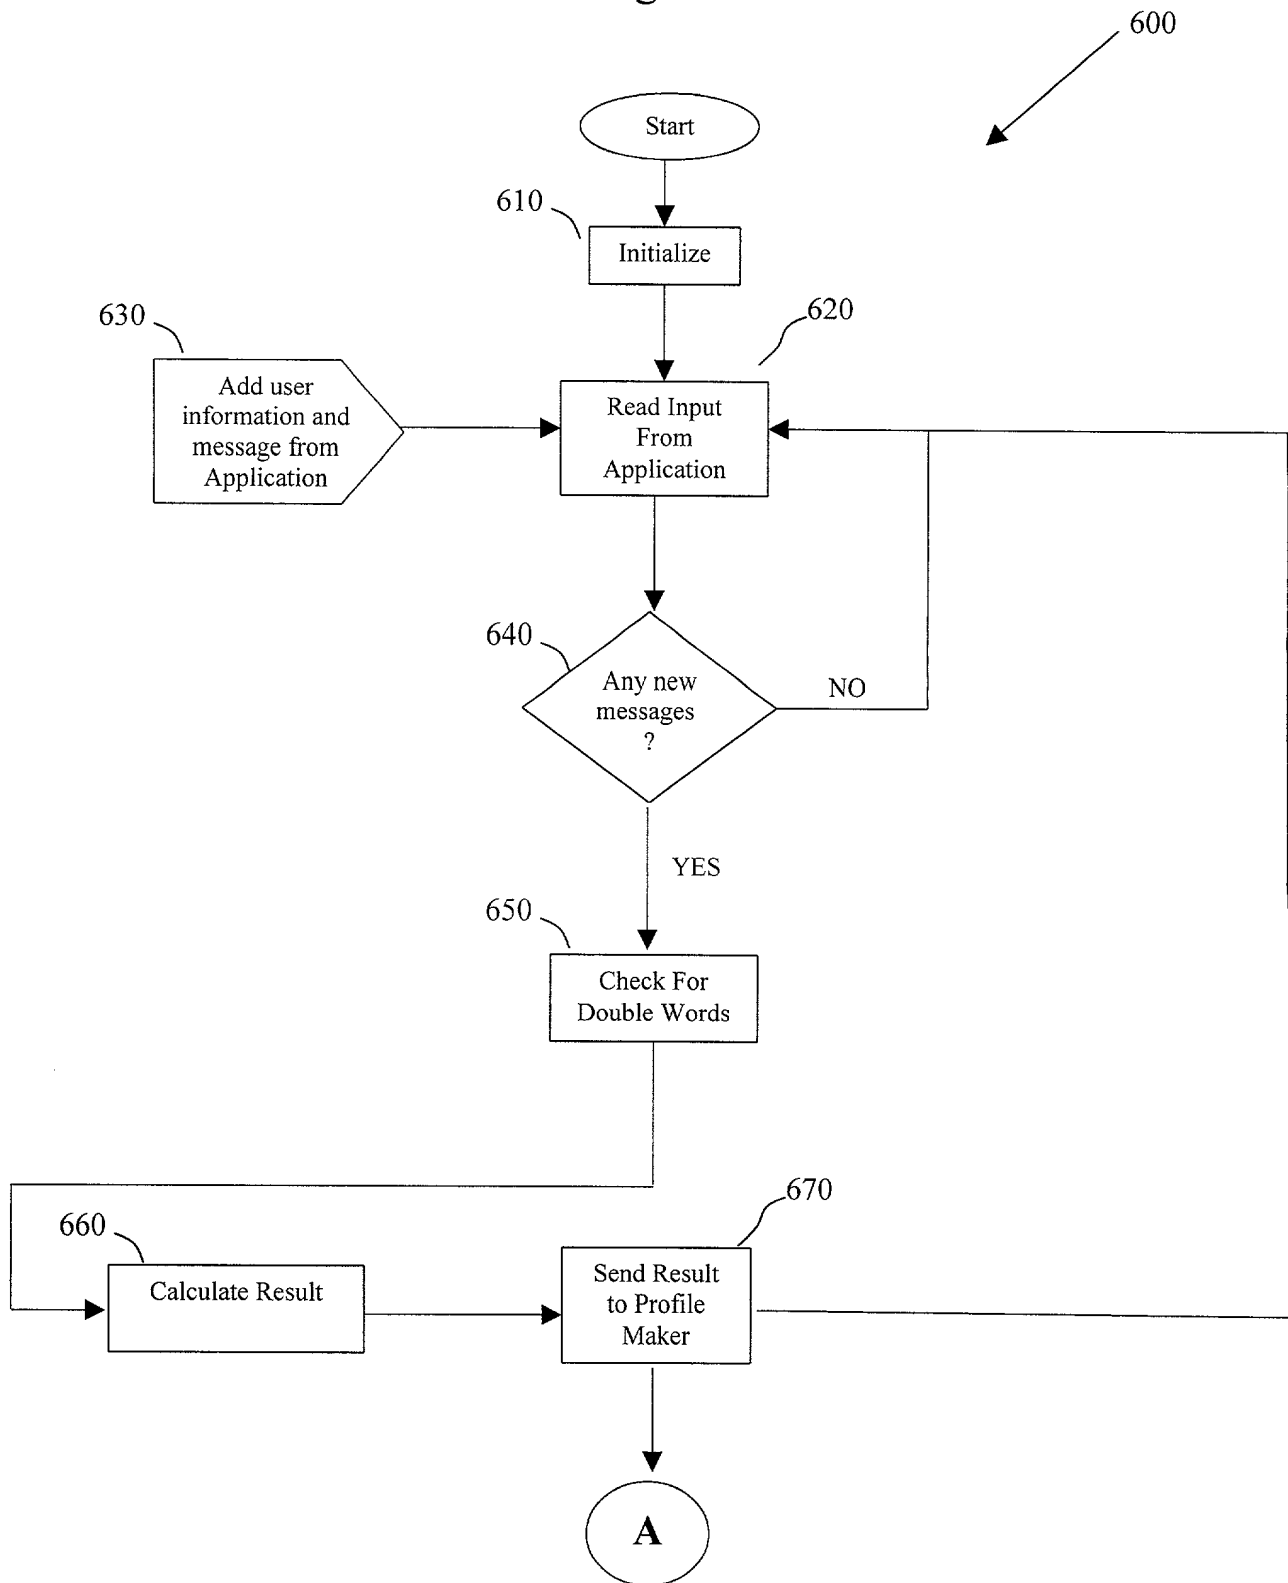 600
Start
610
Initialize
630
620
Add user
information and
message from
Application
Read Input
From
Application
640
Any new
messages
?
NO
YES
650
Check For
Double Words
660
670
Calculate Result
Send Result
to Profile
Maker
A